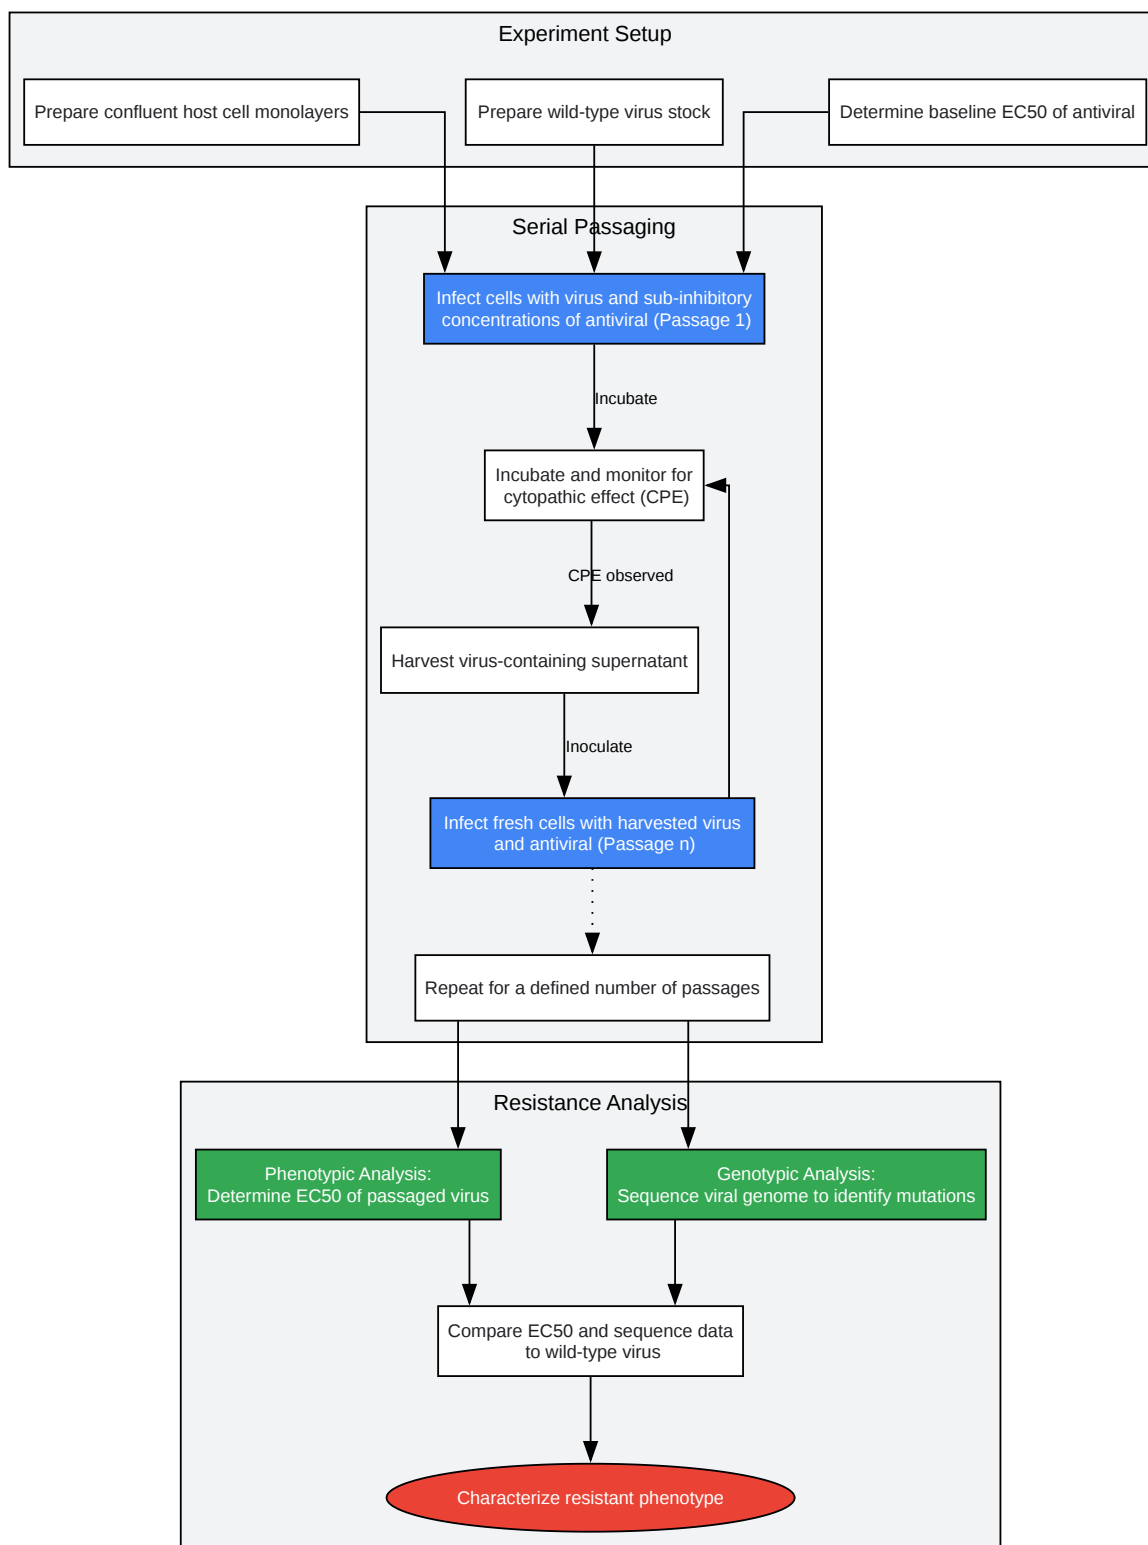 Experiment Setup
Prepare confluent host cell monolayers
Prepare wild-type virus stock
Determine baseline EC50 of antiviral
Serial Passaging
Infect cells with virus and sub-inhibitory
concentrations of antiviral (Passage 1)
Incubate
Incubate and monitor for
cytopathic effect (CPE)
CPE observed
Harvest virus-containing supernatant
Inoculate
Infect fresh cells with harvested virus
and antiviral (Passage n)
Repeat for a defined number of passages
Resistance Analysis
Phenotypic Analysis:
Determine EC50 of passaged virus
Genotypic Analysis:
Sequence viral genome to identify mutations
Compare EC50 and sequence data
to wild-type virus
Characterize resistant phenotype